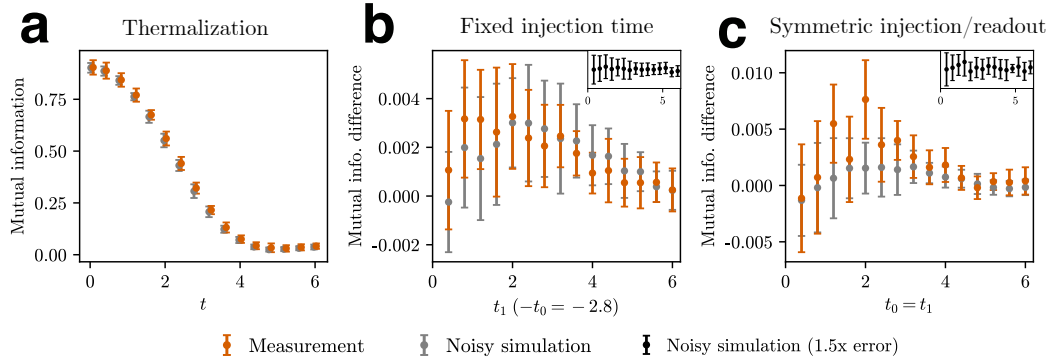 a Thermalization
Mutual information
0.75
0.50
0.25
0.00
0 2 4 6
t
b Fixed injection time
Mutual info. difference
0.004
0.002
0.000
-0.002
0 5
0 2 4 6
t₁ (−t₀ = −2.8)
c Symmetric injection/readout
Mutual info. difference
0.010
0.005
0.000
-0.005
0 5
0 2 4 6
t₀ = t₁
Measurement Noisy simulation Noisy simulation (1.5x error)